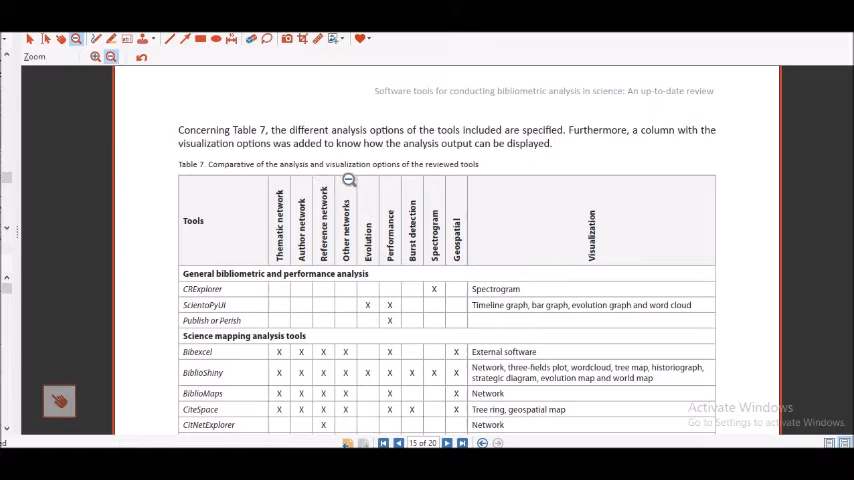 Zoom
Software tools for conducting bibliometric analysis in science: An up-to-date review
Concerning Table 7, the different analysis options of the tools included are specified. Furthermore, a column with the
visualization options was added to know how the analysis output can be displayed.
Table 7. Comparative of the analysis and visualization options of the reviewed tools
Tools Thematic network Author network Reference network Other networks Evolution Performance Burst detection Spectrogram Geospatial Visualization
General bibliometric and performance analysis
CRExplorer X Spectrogram
ScientoPyUI X X Timeline graph, bar graph, evolution graph and word cloud
Publish or Perish X
Science mapping analysis tools
Bibexcel X X X X X X External software
BiblioShiny X X X X X X X X X Network, three-fields plot, wordcloud, tree map, historiograph,
strategic diagram, evolution map and world map
BiblioMaps X X X X X X Network
CiteSpace X X X X X X X Tree ring, geospatial map
CitNetExplorer X Network
Activate Windows
Go to Settings to activate Windows.
15 of 20